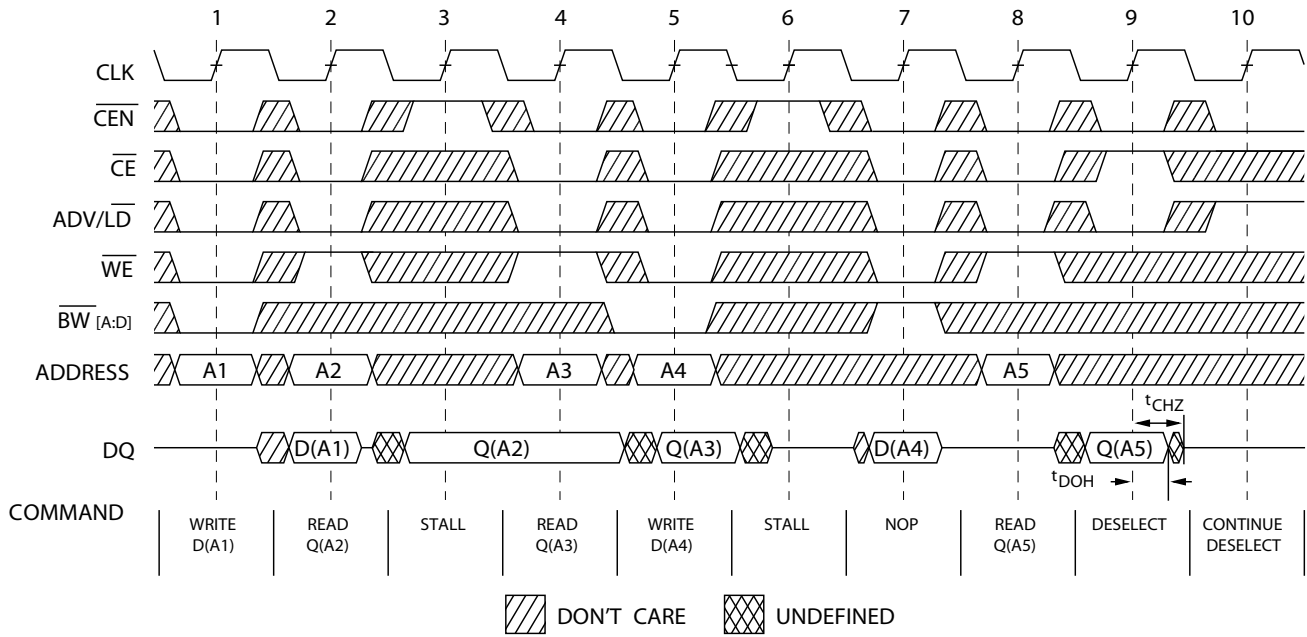 1 2 3 4 5 6 7 8 9 10
CLK
CEN
CE
ADV/LD
WE
BW [A:D]
ADDRESS A1 A2 A3 A4 A5
tCHZ
DQ D(A1) Q(A2) Q(A3) D(A4) Q(A5)
tDOH
COMMAND
WRITE READ STALL READ WRITE STALL NOP READ DESELECT CONTINUE
D(A1) Q(A2) Q(A3) D(A4) Q(A5) DESELECT
DON'T CARE UNDEFINED